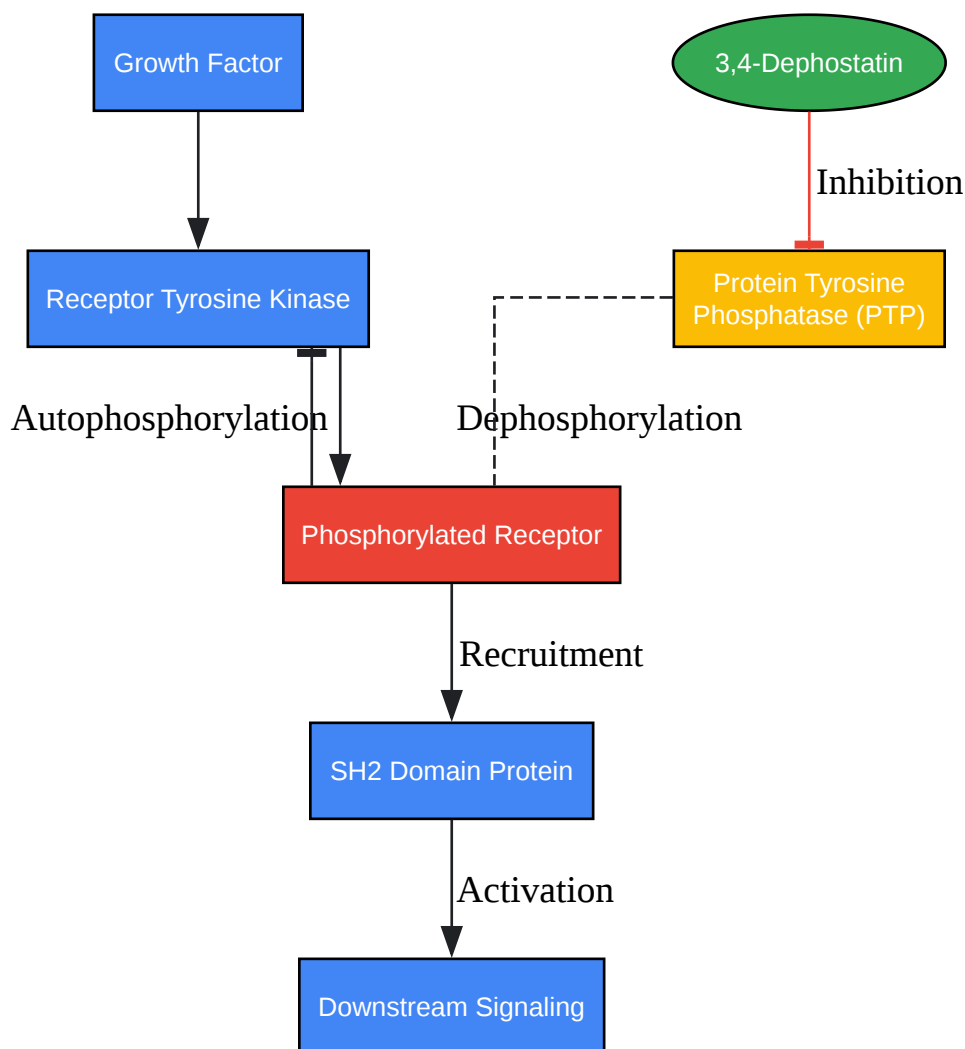 Growth Factor
3,4-Dephostatin
Inhibition
Receptor Tyrosine Kinase
Protein Tyrosine
Phosphatase (PTP)
Autophosphorylation
Dephosphorylation
Phosphorylated Receptor
Recruitment
SH2 Domain Protein
Activation
Downstream Signaling